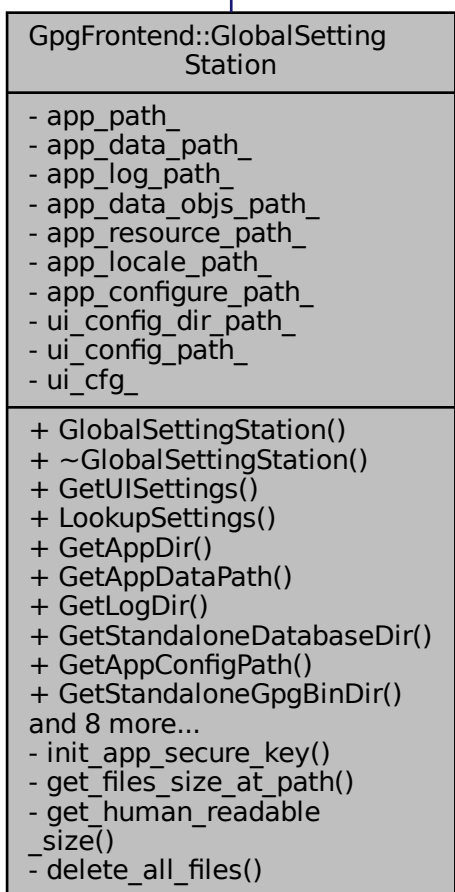 GpgFrontend::GlobalSetting
Station
- app_path_
- app_data_path_
- app_log_path_
- app_data_objs_path_
- app_resource_path_
- app_locale_path_
- app_configure_path_
- ui_config_dir_path_
- ui_config_path_
- ui_cfg_
+ GlobalSettingStation()
+ ~GlobalSettingStation()
+ GetUISettings()
+ LookupSettings()
+ GetAppDir()
+ GetAppDataPath()
+ GetLogDir()
+ GetStandaloneDatabaseDir()
+ GetAppConfigPath()
+ GetStandaloneGpgBinDir()
and 8 more...
- init_app_secure_key()
- get_files_size_at_path()
- get_human_readable
_size()
- delete_all_files()